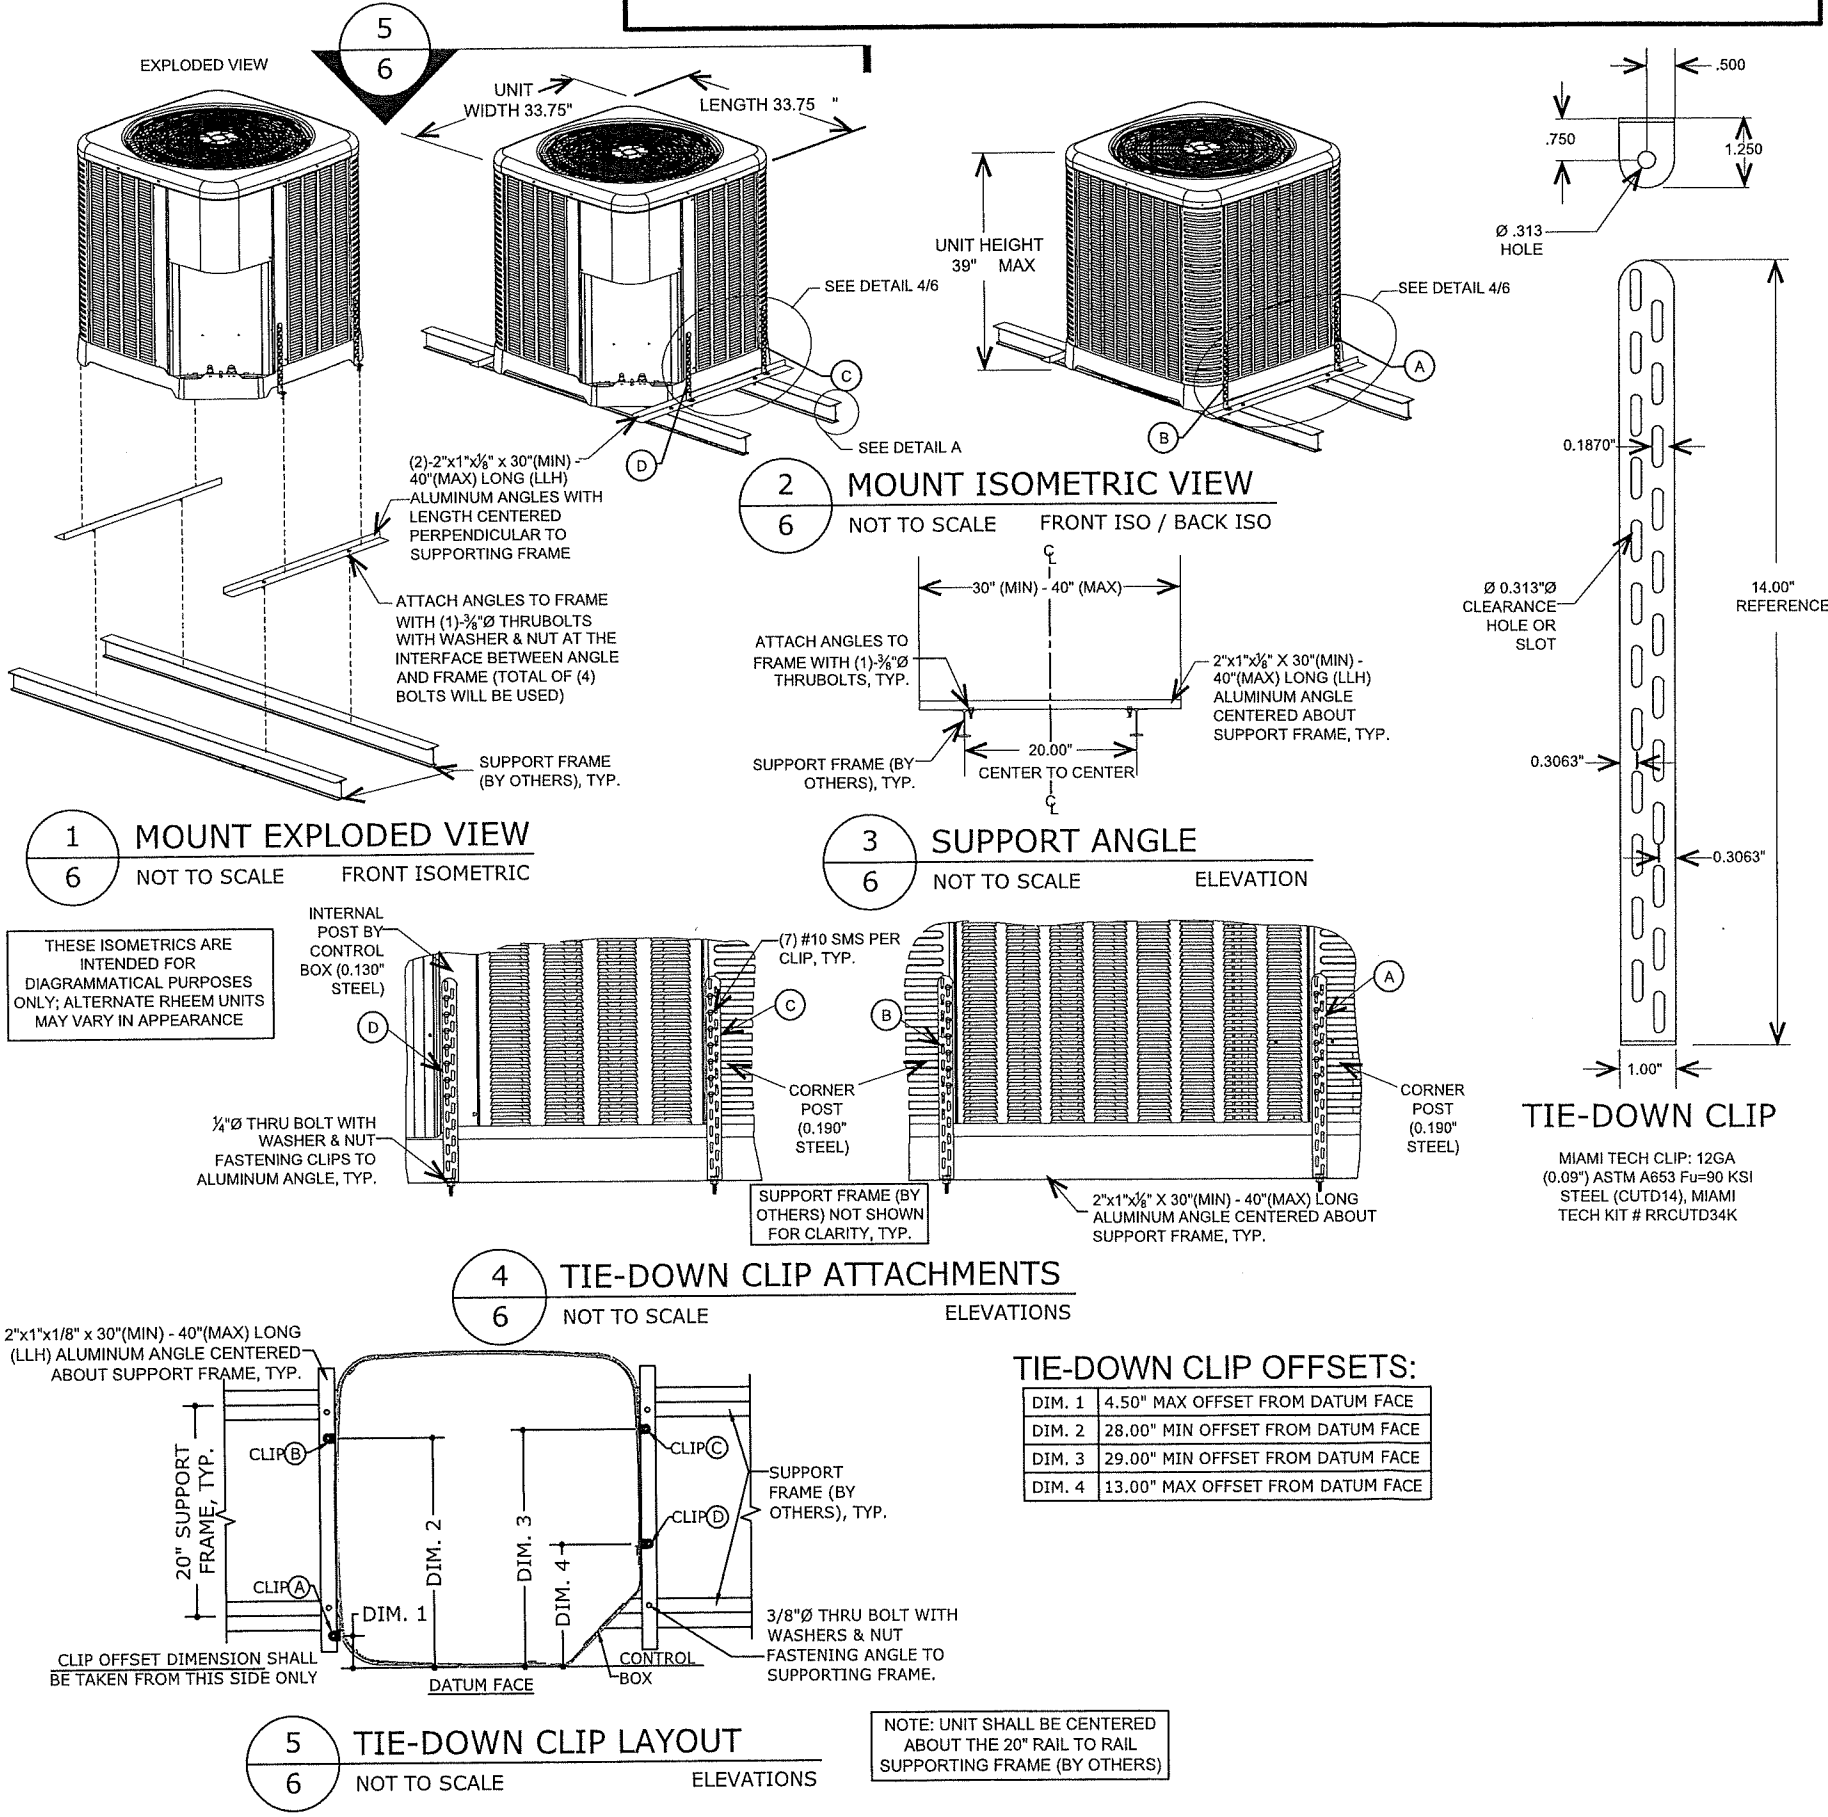 5
6
EXPLODED VIEW
UNIT
WIDTH 33.75"
LENGTH 33.75 "
UNIT HEIGHT
39" MAX
SEE DETAIL 4/6
C
D
SEE DETAIL A
SEE DETAIL 4/6
A
B
(2)-2"x1"x⅛" x 30"(MIN) -
40"(MAX) LONG (LLH)
ALUMINUM ANGLES WITH
LENGTH CENTERED
PERPENDICULAR TO
SUPPORTING FRAME
ATTACH ANGLES TO FRAME
WITH (1)-⅜"Ø THRUBOLTS
WITH WASHER & NUT AT THE
INTERFACE BETWEEN ANGLE
AND FRAME (TOTAL OF (4)
BOLTS WILL BE USED)
SUPPORT FRAME
(BY OTHERS), TYP.
1
6
MOUNT EXPLODED VIEW
NOT TO SCALE FRONT ISOMETRIC
2
6
MOUNT ISOMETRIC VIEW
NOT TO SCALE FRONT ISO / BACK ISO
CL
30" (MIN) - 40" (MAX)
ATTACH ANGLES TO
FRAME WITH (1)-⅜"Ø
THRUBOLTS, TYP.
2"x1"x⅛" X 30"(MIN) -
40"(MAX) LONG (LLH)
ALUMINUM ANGLE
CENTERED ABOUT
SUPPORT FRAME, TYP.
SUPPORT FRAME (BY
OTHERS), TYP.
20.00"
CENTER TO CENTER
CL
3
6
SUPPORT ANGLE
NOT TO SCALE ELEVATION
.500
.750
1.250
Ø .313
HOLE
0.1870"
Ø 0.313"Ø
CLEARANCE
HOLE OR
SLOT
14.00"
REFERENCE
0.3063"
0.3063"
1.00"
TIE-DOWN CLIP
MIAMI TECH CLIP: 12GA
(0.09") ASTM A653 Fu=90 KSI
STEEL (CUTD14), MIAMI
TECH KIT # RRCUTD34K
THESE ISOMETRICS ARE
INTENDED FOR
DIAGRAMMATICAL PURPOSES
ONLY; ALTERNATE RHEEM UNITS
MAY VARY IN APPEARANCE
INTERNAL
POST BY
CONTROL
BOX (0.130"
STEEL)
D
(7) #10 SMS PER
CLIP, TYP.
C
CORNER
POST
(0.190"
STEEL)
¼"Ø THRU BOLT WITH
WASHER & NUT
FASTENING CLIPS TO
ALUMINUM ANGLE, TYP.
B
A
CORNER
POST
(0.190"
STEEL)
SUPPORT FRAME (BY
OTHERS) NOT SHOWN
FOR CLARITY, TYP.
2"x1"x⅛" X 30"(MIN) - 40"(MAX) LONG
ALUMINUM ANGLE CENTERED ABOUT
SUPPORT FRAME, TYP.
4
6
TIE-DOWN CLIP ATTACHMENTS
NOT TO SCALE ELEVATIONS
2"x1"x1/8" x 30"(MIN) - 40"(MAX) LONG
(LLH) ALUMINUM ANGLE CENTERED
ABOUT SUPPORT FRAME, TYP.
20" SUPPORT
FRAME, TYP.
CLIP B
CLIP A
DIM. 1
DIM. 2
DIM. 3
DIM. 4
CLIP C
CLIP D
SUPPORT
FRAME (BY
OTHERS), TYP.
3/8"Ø THRU BOLT WITH
WASHERS & NUT
FASTENING ANGLE TO
SUPPORTING FRAME.
CLIP OFFSET DIMENSION SHALL
BE TAKEN FROM THIS SIDE ONLY
DATUM FACE
CONTROL
BOX
TIE-DOWN CLIP OFFSETS:
DIM. 1 4.50" MAX OFFSET FROM DATUM FACE
DIM. 2 28.00" MIN OFFSET FROM DATUM FACE
DIM. 3 29.00" MIN OFFSET FROM DATUM FACE
DIM. 4 13.00" MAX OFFSET FROM DATUM FACE
5
6
TIE-DOWN CLIP LAYOUT
NOT TO SCALE ELEVATIONS
NOTE: UNIT SHALL BE CENTERED
ABOUT THE 20" RAIL TO RAIL
SUPPORTING FRAME (BY OTHERS)